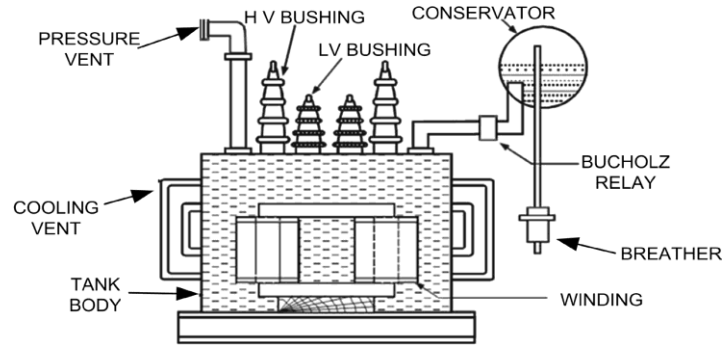 H V BUSHING
CONSERVATOR
PRESSURE
VENT
LV BUSHING
BUCHOLZ
RELAY
COOLING
VENT
BREATHER
TANK
BODY
WINDING